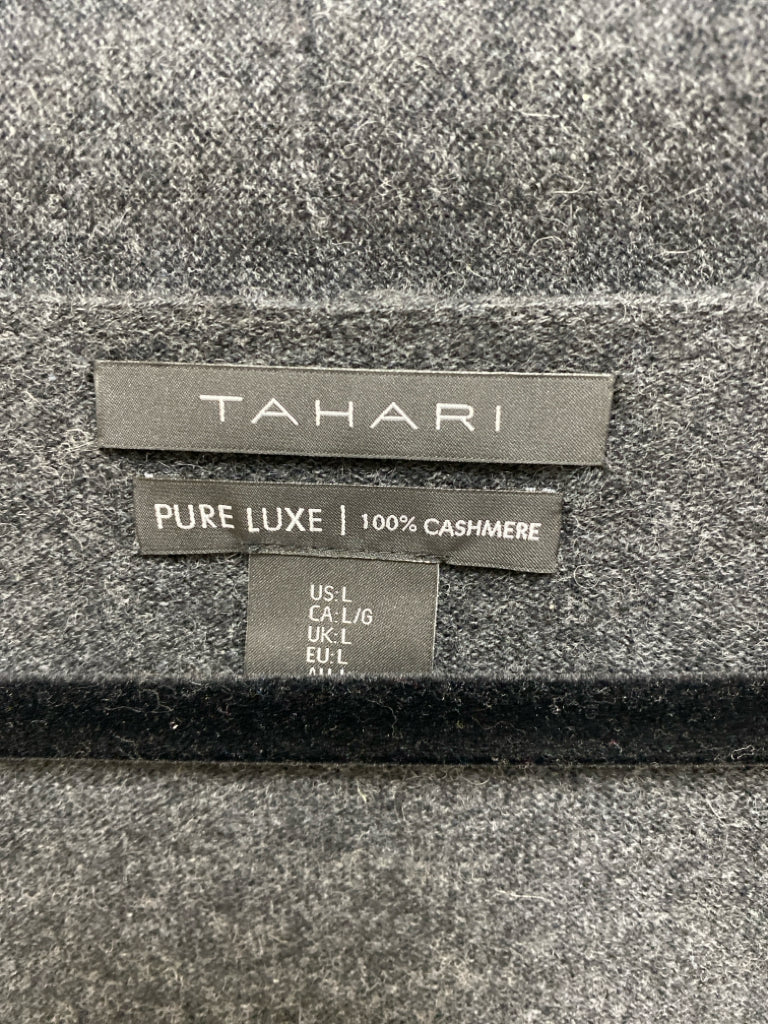 TAHARI
PURE LUXE | 100% CASHMERE
US:L
CA:L/G
UK:L
EU:L